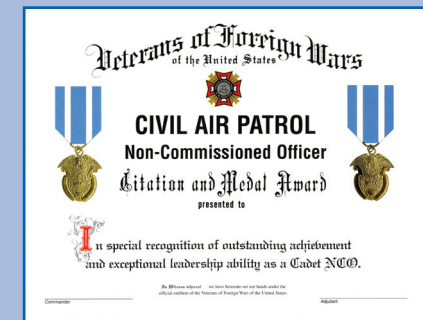 Veterans of Foreign Wars
of the United States
CIVIL AIR PATROL
Non-Commissioned Officer
Citation and Medal Award
presented to
In special recognition of outstanding achievement
and exceptional leadership ability as a Cadet NCO.
In Witness whereof we have hereunto set our hands under the
official emblem of the Veterans of Foreign Wars of the United States.
Commander Adjutant